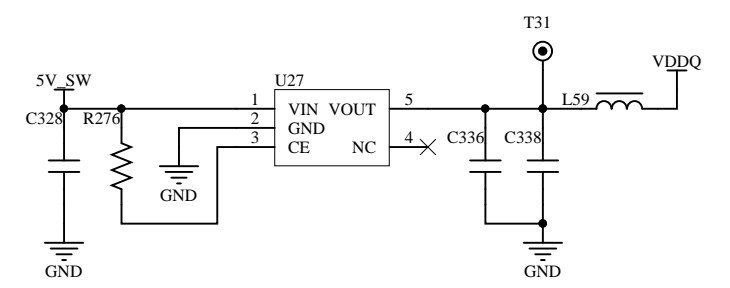 T31
VDDQ
5V_SW
U27
C328
R276
1
VIN
VOUT
5
L59
2
GND
3
CE
NC
4
C336
C338
GND
GND
GND